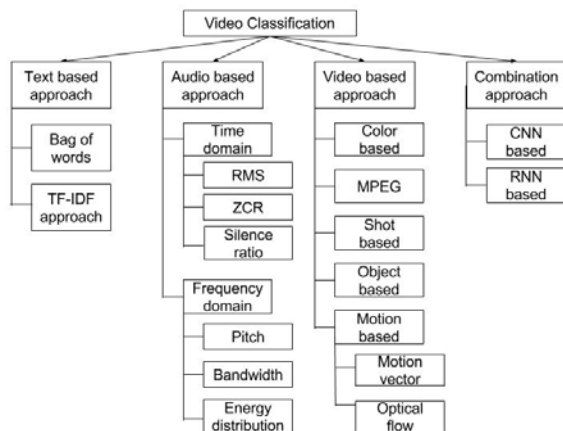 Video Classification
Text based
approach
Bag of
words
TF-IDF
approach
Audio based
approach
Time
domain
RMS
ZCR
Silence
ratio
Frequency
domain
Pitch
Bandwidth
Energy
distribution
Video based
approach
Color
based
MPEG
Shot
based
Object
based
Motion
based
Motion
vector
Optical
flow
Combination
approach
CNN
based
RNN
based